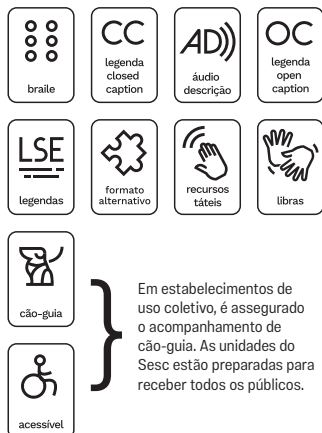 braile
CC
legenda
closed
caption
AD
áudio
descrição
OC
legenda
open
caption
LSE
legendas
formato
alternativo
recursos
táteis
libras
cão-guia
acessível
Em estabelecimentos de
uso coletivo, é assegurado
o acompanhamento de
cão-guia. As unidades do
Sesc estão preparadas para
receber todos os públicos.